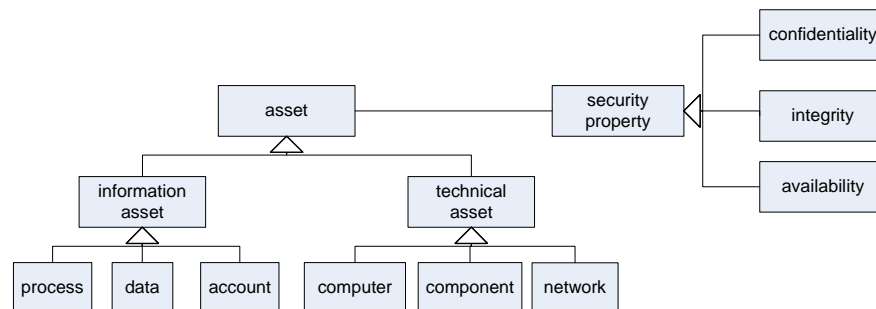 confidentiality
asset
security
property
integrity
availability
information
asset
technical
asset
process
data
account
computer
component
network